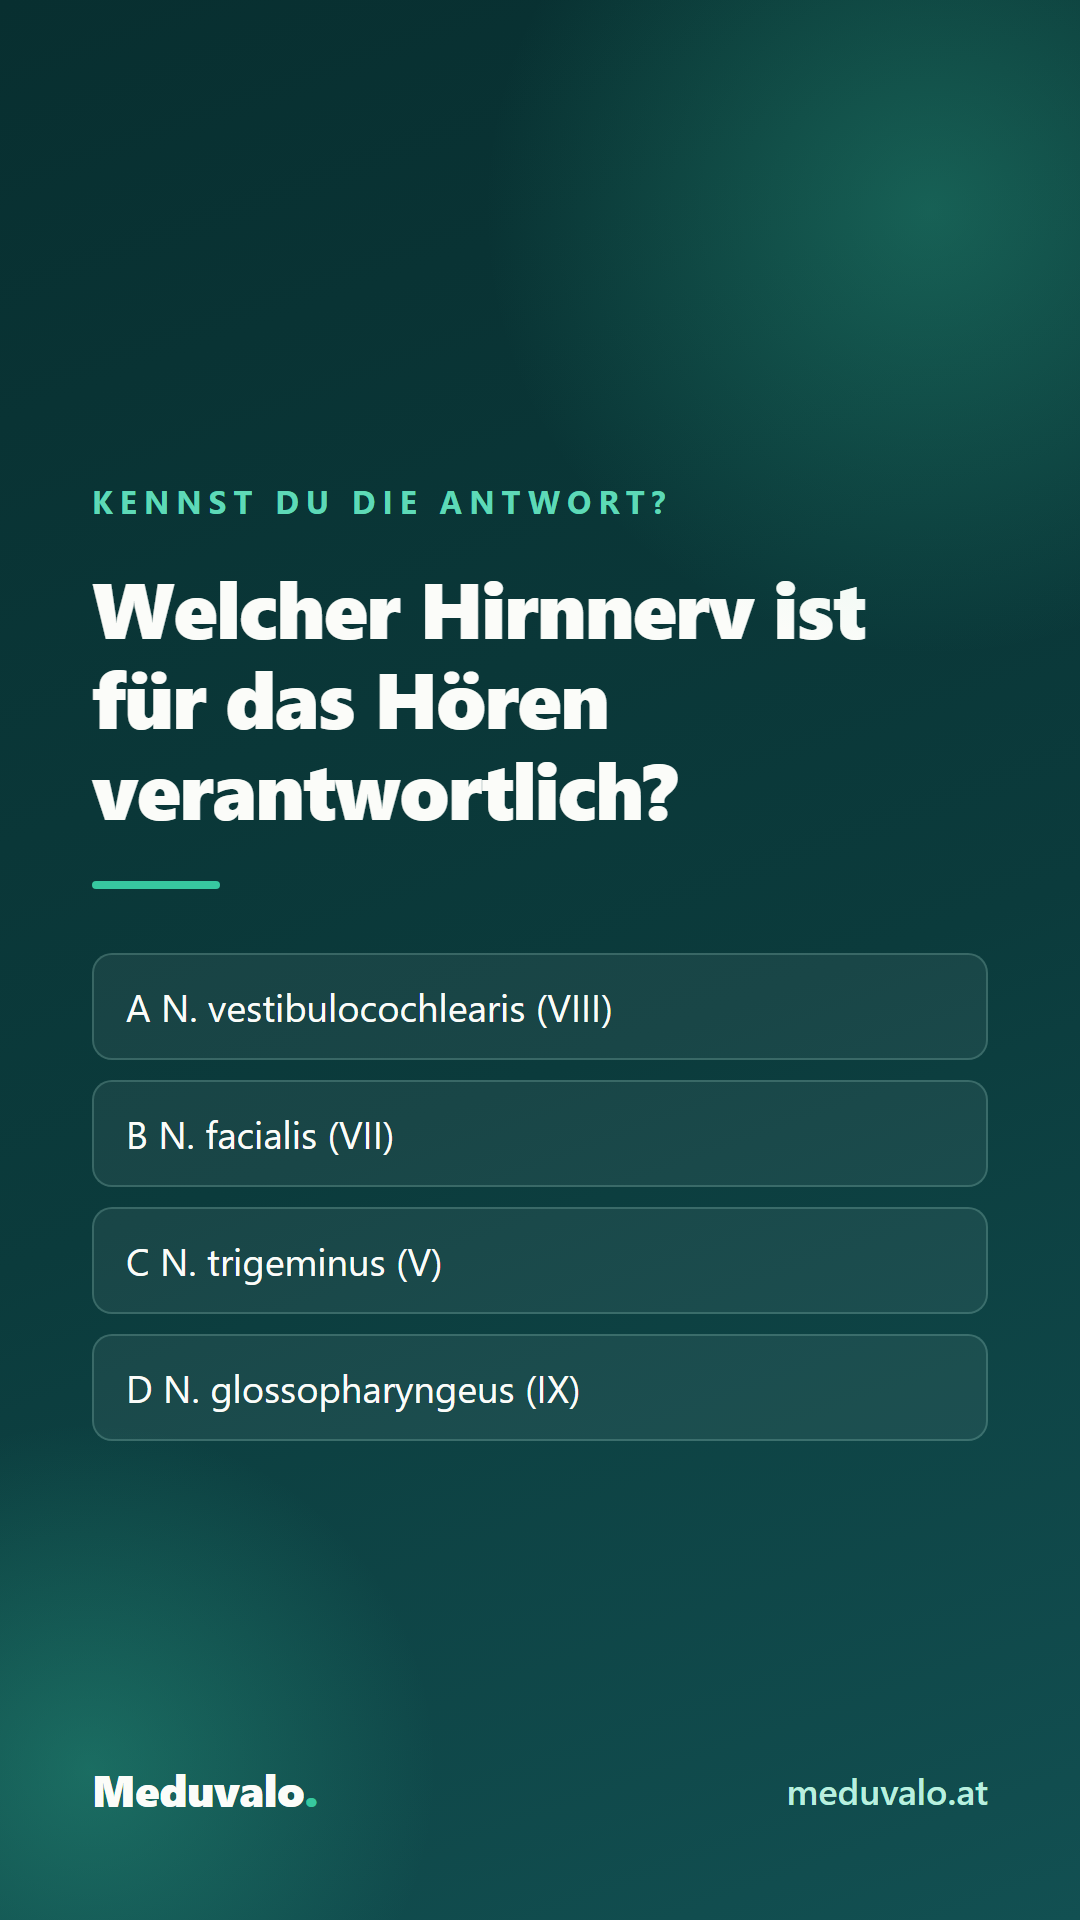 KENNST DU DIE ANTWORT?
Welcher Hirnnerv ist
für das Hören
verantwortlich?
A N. vestibulocochlearis (VIII)
B N. facialis (VII)
C N. trigeminus (V)
D N. glossopharyngeus (IX)
Meduvalo.
meduvalo.at